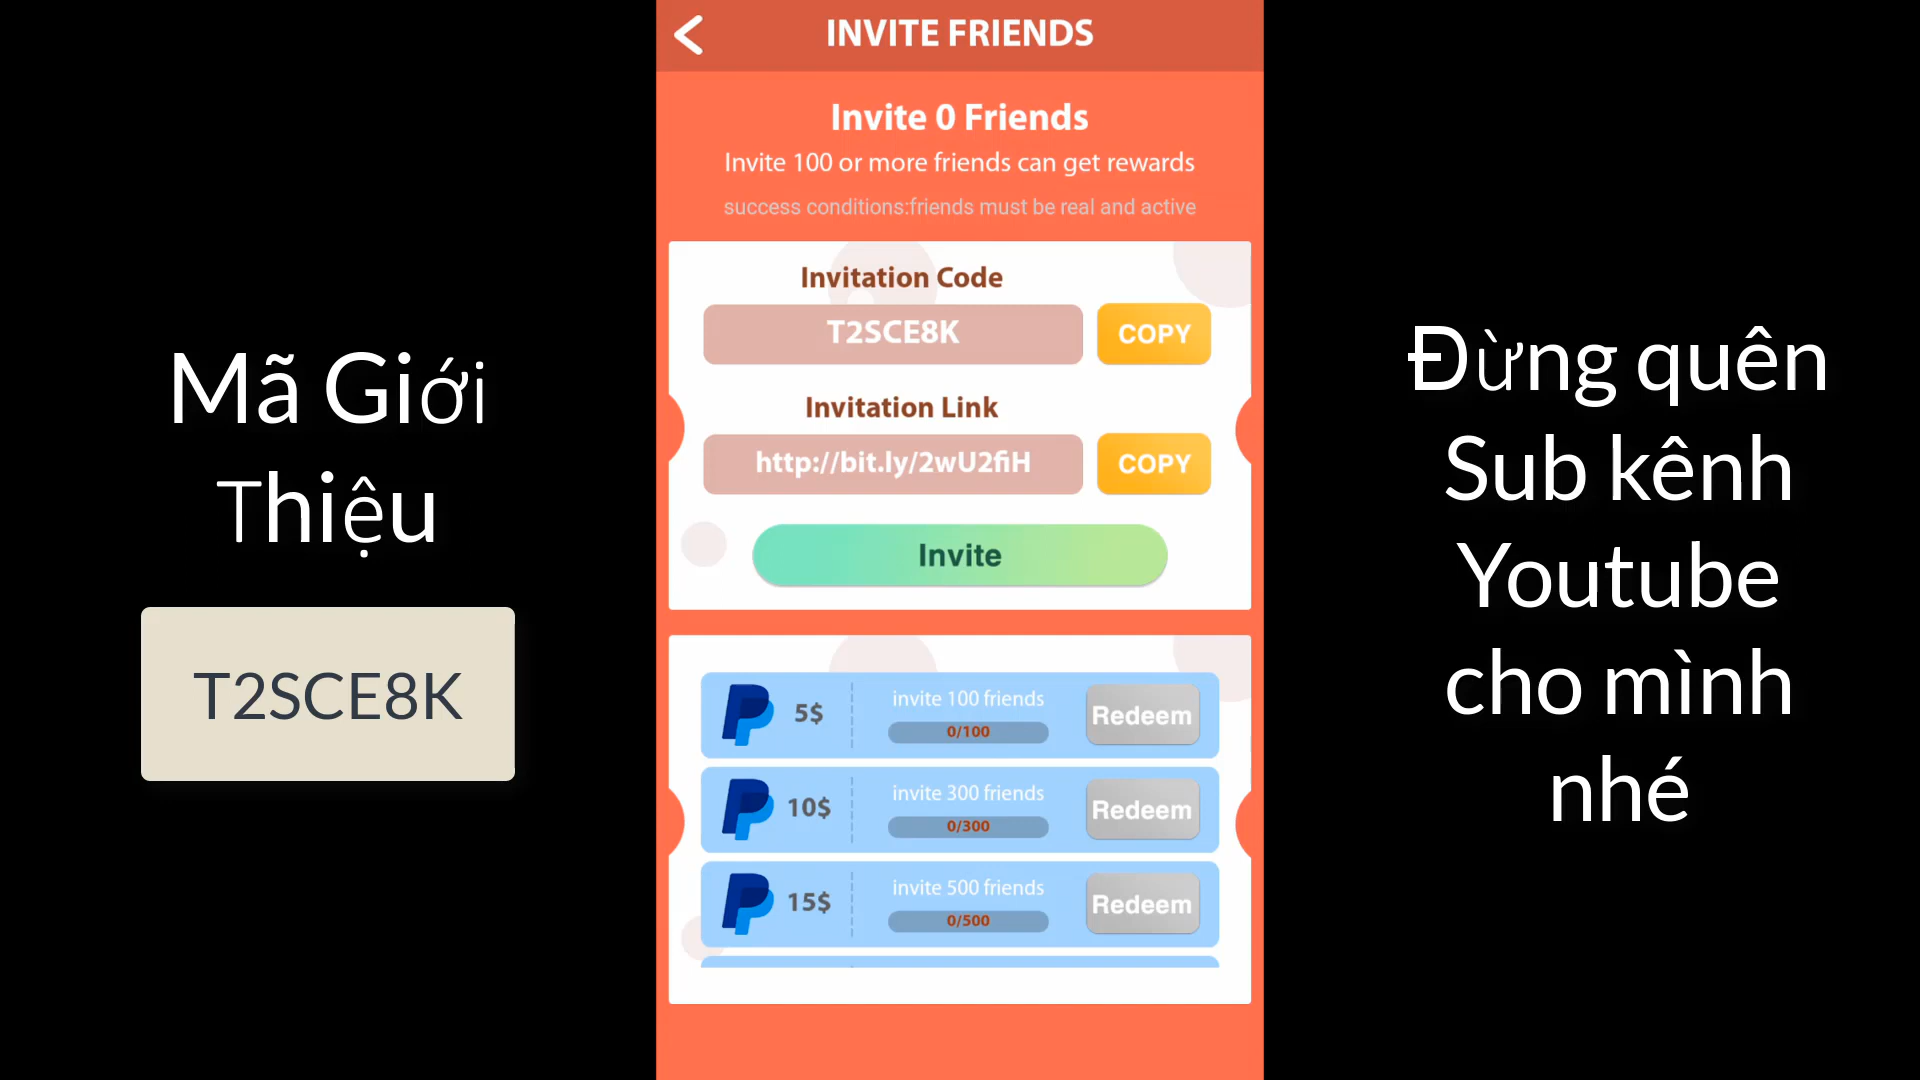 Mã Giới
Thiệu
T2SCE8K
INVITE FRIENDS
Invite 0 Friends
Invite 100 or more friends can get rewards
success conditions:friends must be real and active
Invitation Code
T2SCE8K
COPY
Invitation Link
http://bit.ly/2wU2fiH
COPY
Invite
5$
invite 100 friends
0/100
Redeem
10$
invite 300 friends
0/300
Redeem
15$
invite 500 friends
0/500
Redeem
Đừng quên
Sub kênh
Youtube
cho mình
nhé